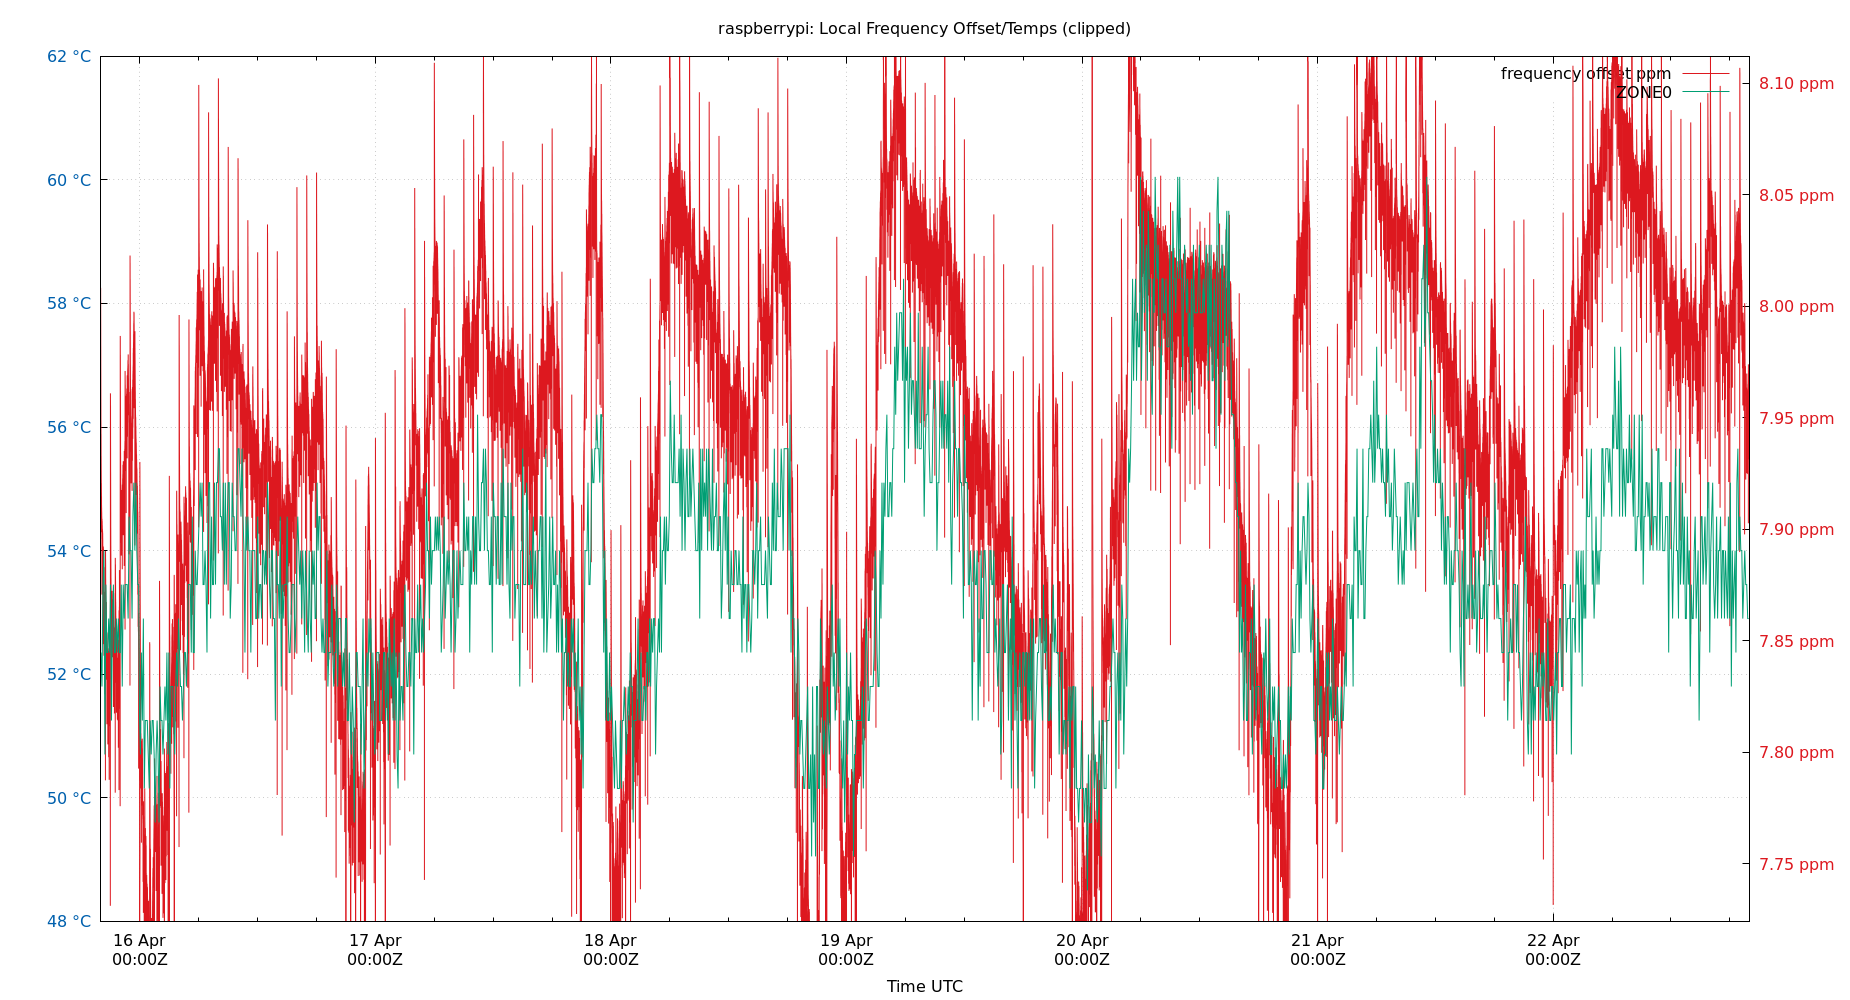 raspberrypi: Local Frequency Offset/Temps (clipped)
frequency offset ppm
ZONE0
62 °C
60 °C
58 °C
56 °C
54 °C
52 °C
50 °C
48 °C
8.10 ppm
8.05 ppm
8.00 ppm
7.95 ppm
7.90 ppm
7.85 ppm
7.80 ppm
7.75 ppm
16 Apr 17 Apr 18 Apr 19 Apr 20 Apr 21 Apr 22 Apr
00:00Z 00:00Z 00:00Z 00:00Z 00:00Z 00:00Z 00:00Z
Time UTC